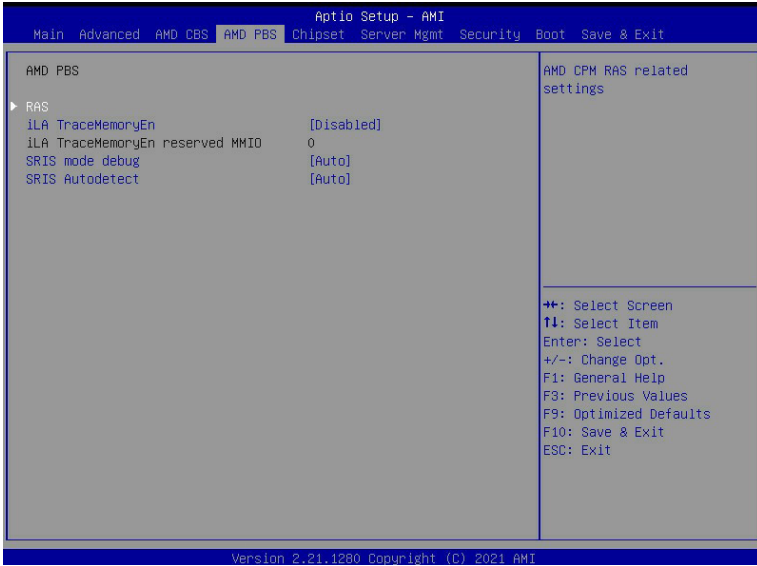 Aptio Setup – AMI
Main Advanced AMD CBS AMD PBS Chipset Server Mgmt Security Boot Save & Exit
AMD PBS
RAS
iLA TraceMemoryEn [Disabled]
iLA TraceMemoryEn reserved MMIO 0
SRIS mode debug [Auto]
SRIS Autodetect [Auto]
AMD CPM RAS related
settings
→←: Select Screen
↑↓: Select Item
Enter: Select
+/-: Change Opt.
F1: General Help
F3: Previous Values
F9: Optimized Defaults
F10: Save & Exit
ESC: Exit
Version 2.21.1280 Copyright (C) 2021 AMI